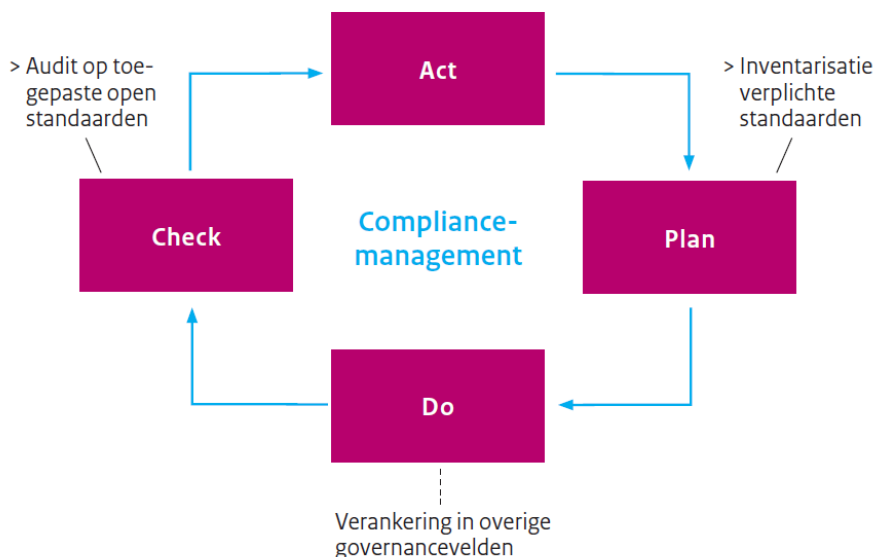 Act
> Audit op toe-
gepaste open
standaarden
> Inventarisatie
verplichte
standaarden
Check
Compliance-
management
Plan
Do
Verankering in overige
governancevelden